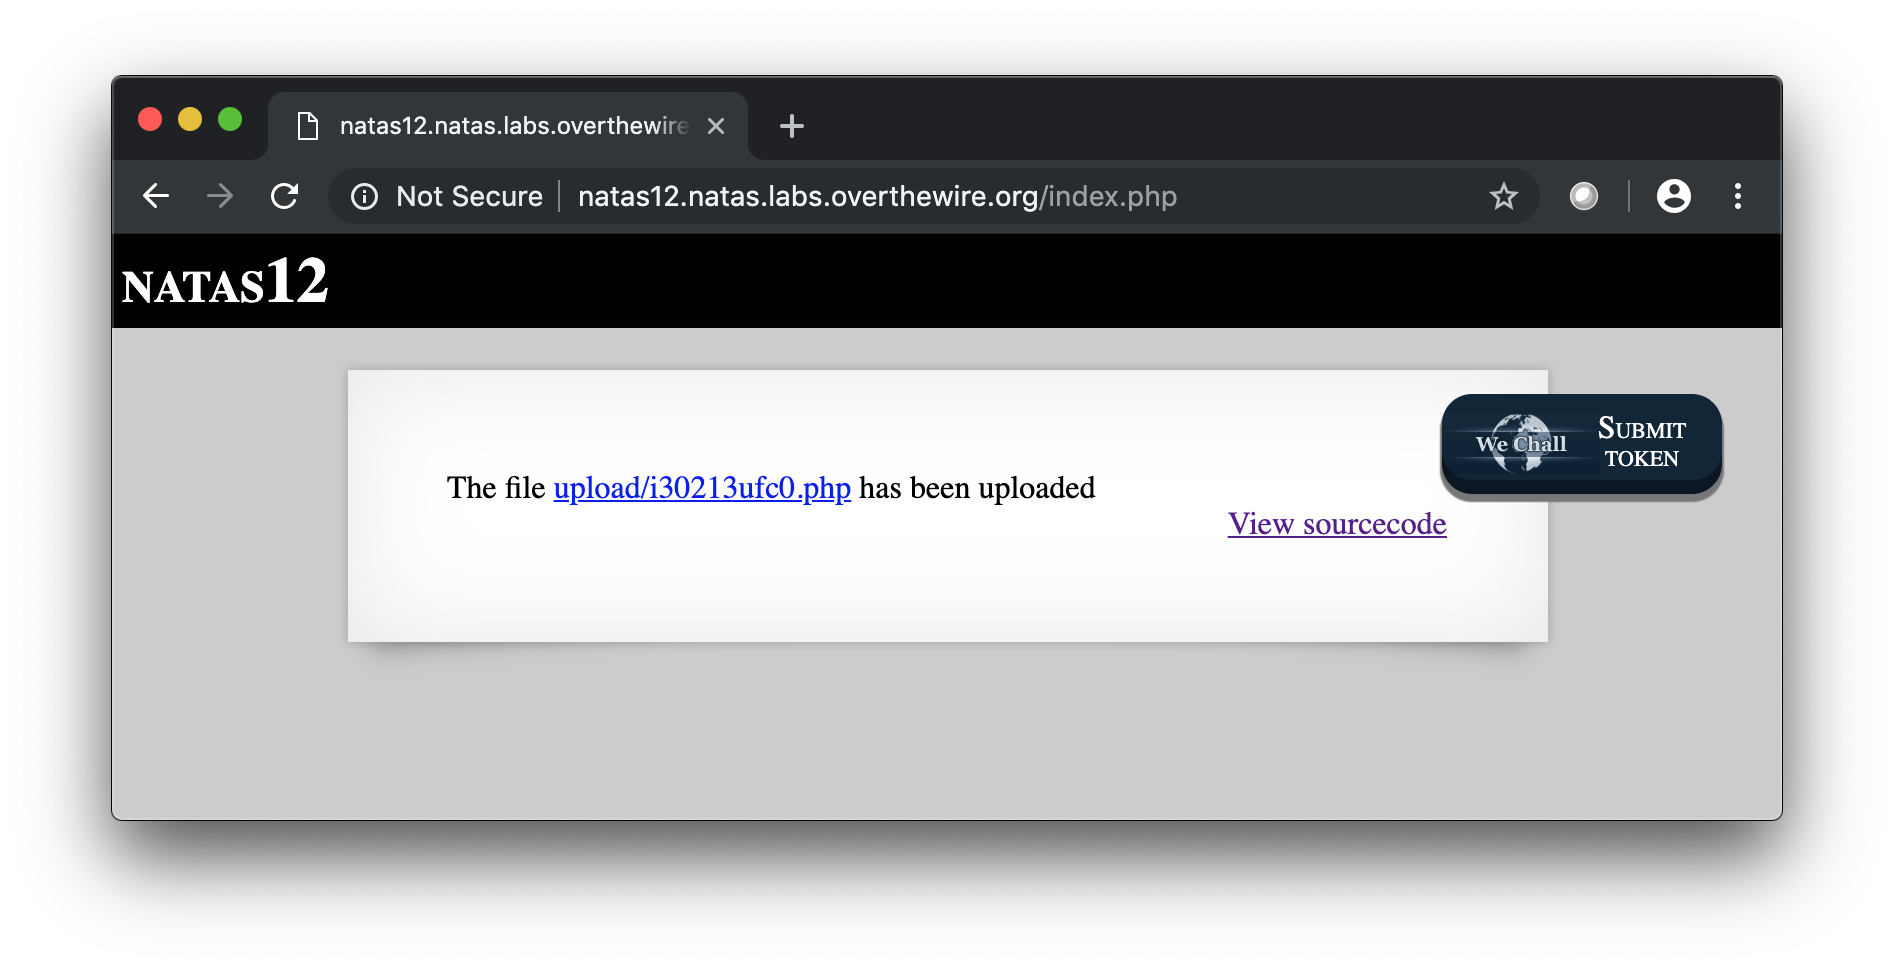 natas12.natas.labs.overthewire
Not Secure natas12.natas.labs.overthewire.org/index.php
NATAS12
We Chall SUBMIT TOKEN
The file upload/i30213ufc0.php has been uploaded
View sourcecode